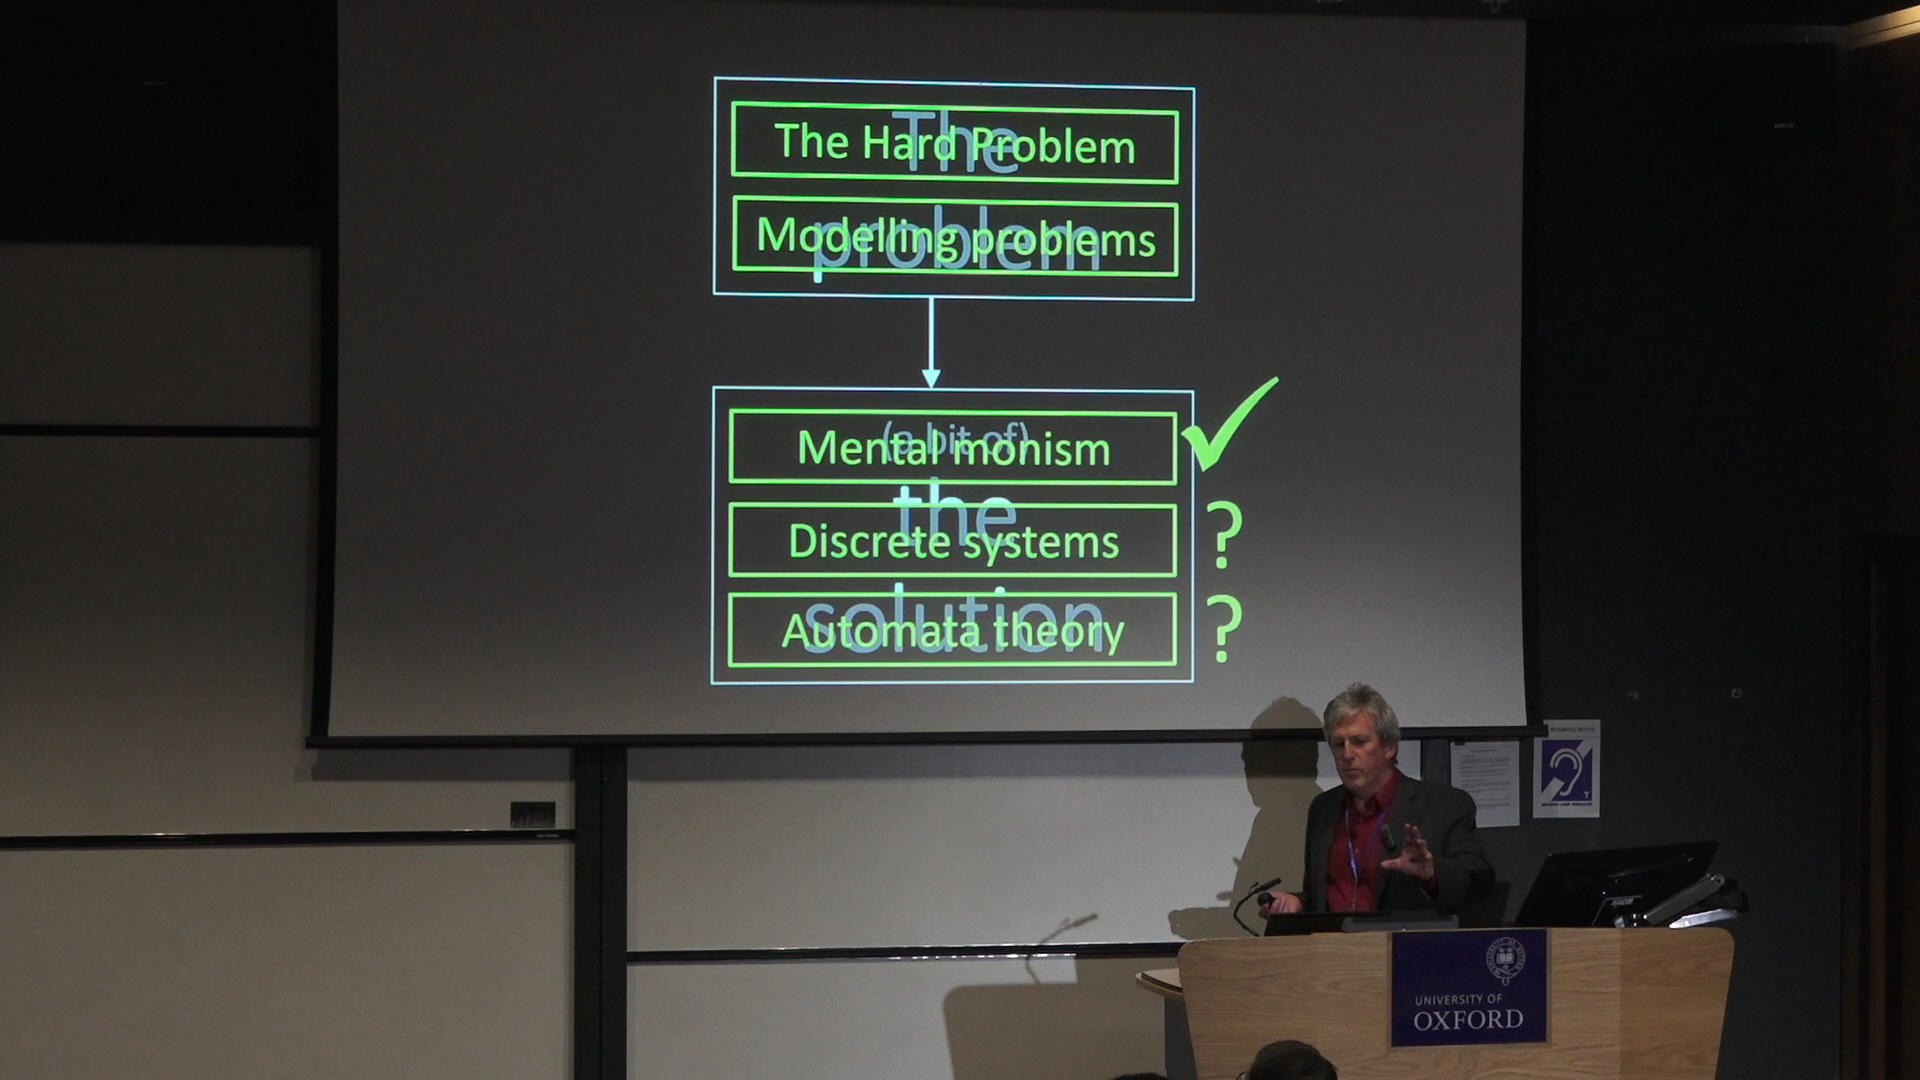 The
The Hard Problem
problem
Modelling problems
(a bit of)
Mental monism
the
Discrete systems
?
solution
Automata theory
?
T
UNIVERSITY OF
OXFORD